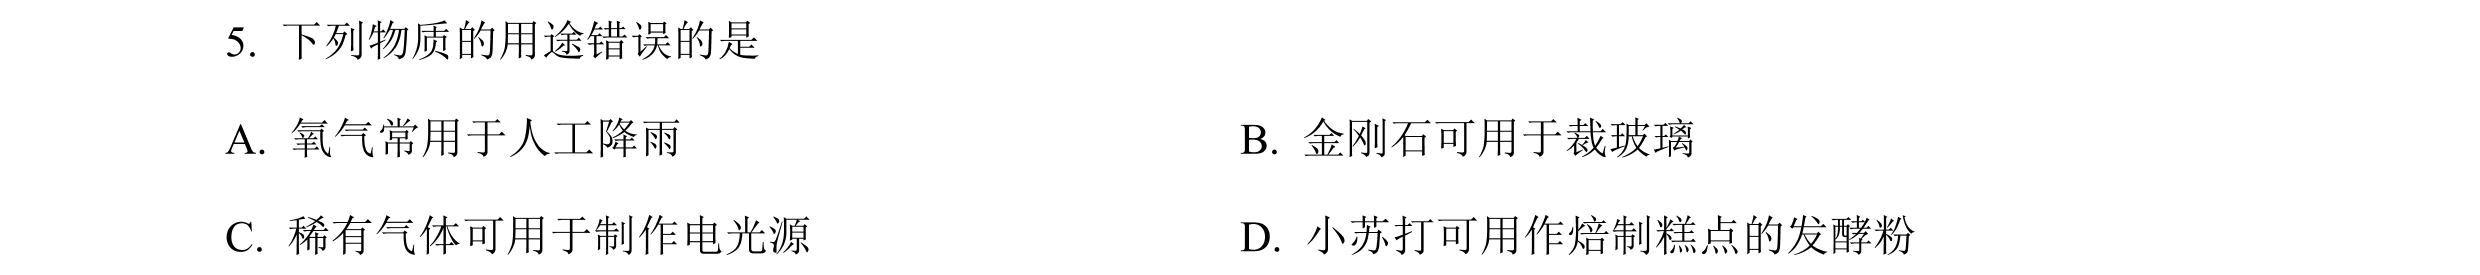 5. 下列物质的用途错误的是
A. 氧气常用于人工降雨 B. 金刚石可用于裁玻璃
C. 稀有气体可用于制作电光源 D. 小苏打可用作焙制糕点的发酵粉